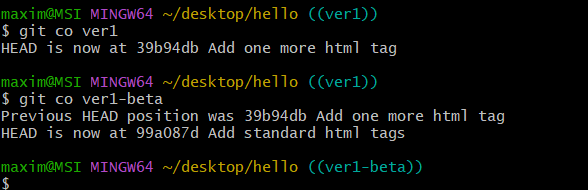 maxim@MSI MINGW64 ~/desktop/hello ((ver1))
$ git co ver1
HEAD is now at 39b94db Add one more html tag
maxim@MSI MINGW64 ~/desktop/hello ((ver1))
$ git co ver1-beta
Previous HEAD position was 39b94db Add one more html tag
HEAD is now at 99a087d Add standard html tags
maxim@MSI MINGW64 ~/desktop/hello ((ver1-beta))
$